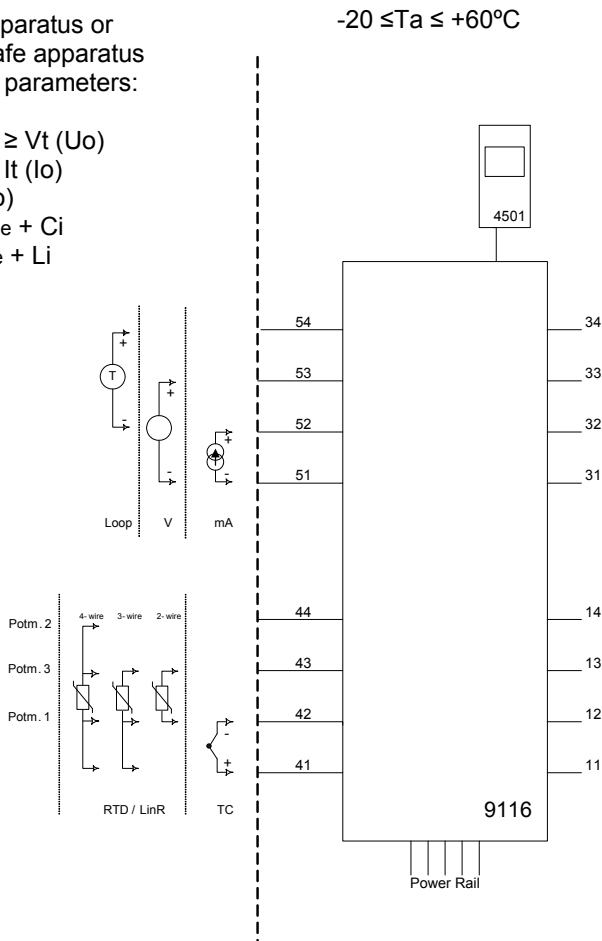 paratus or
afe apparatus
parameters:
≥ Vt (Uo)
It (Io)
e + Ci
+ Li
-20 ≤Ta ≤ +60ºC
4501
54
53
52
51
44
43
42
41
34
33
32
31
14
13
12
11
9116
Power Rail
+
T
-
+
-
+
-
Loop
V
mA
4- wire
3- wire
2- wire
Potm. 2
Potm. 3
Potm. 1
-
+
RTD / LinR
TC